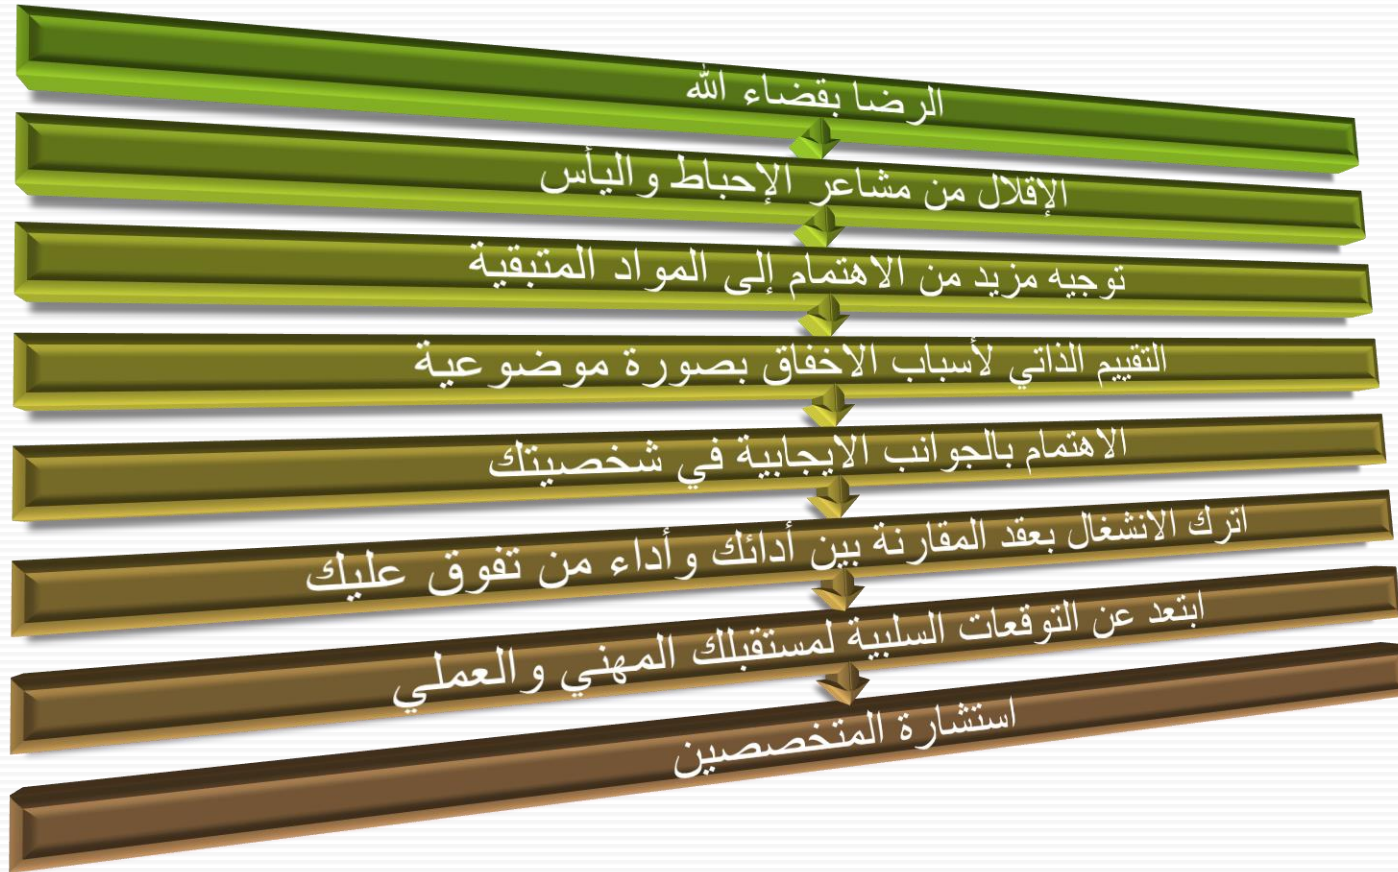 الرضا بقضاء الله
الإقلال من مشاعر الإحباط واليأس
توجيه مزيد من الاهتمام إلى المواد المتبقية
التقييم الذاتي لأسباب الاخفاق بصورة موضوعية
الاهتمام بالجوانب الايجابية في شخصيتك
اترك الانشغال بعقد المقارنة بين أدائك وأداء من تفوق عليك
ابتعد عن التوقعات السلبية لمستقبلك المهني والعملي
استشارة المتخصصين